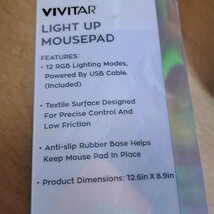 VIVITAR
LIGHT UP
MOUSEPAD
FEATURES:
• 12 RGB Lighting Modes,
Powered By USB Cable.
(Included)
• Textile Surface Designed
For Precise Control And
Low Friction
• Anti-slip Rubber Base Helps
Keep Mouse Pad In Place
• Product Dimensions: 12.6in X 8.9in